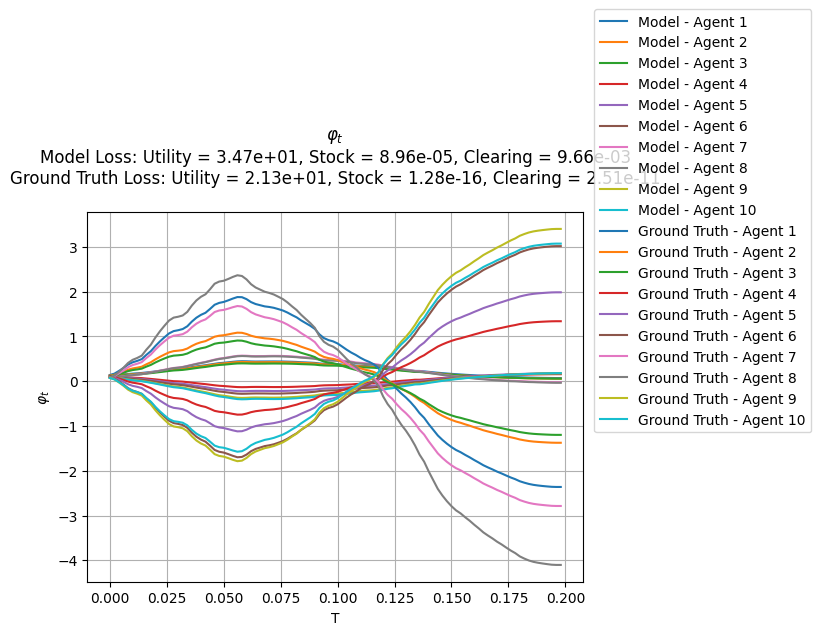 φₜ
Model Loss: Utility = 3.47e+01, Stock = 8.96e-05, Clearing = 9.66e-03
Ground Truth Loss: Utility = 2.13e+01, Stock = 1.28e-16, Clearing = 2.51e-11
Model - Agent 1
Model - Agent 2
Model - Agent 3
Model - Agent 4
Model - Agent 5
Model - Agent 6
Model - Agent 7
Model - Agent 8
Model - Agent 9
Model - Agent 10
Ground Truth - Agent 1
Ground Truth - Agent 2
Ground Truth - Agent 3
Ground Truth - Agent 4
Ground Truth - Agent 5
Ground Truth - Agent 6
Ground Truth - Agent 7
Ground Truth - Agent 8
Ground Truth - Agent 9
Ground Truth - Agent 10
φₜ
3
2
1
0
−1
−2
−3
−4
0.000 0.025 0.050 0.075 0.100 0.125 0.150 0.175 0.200
T